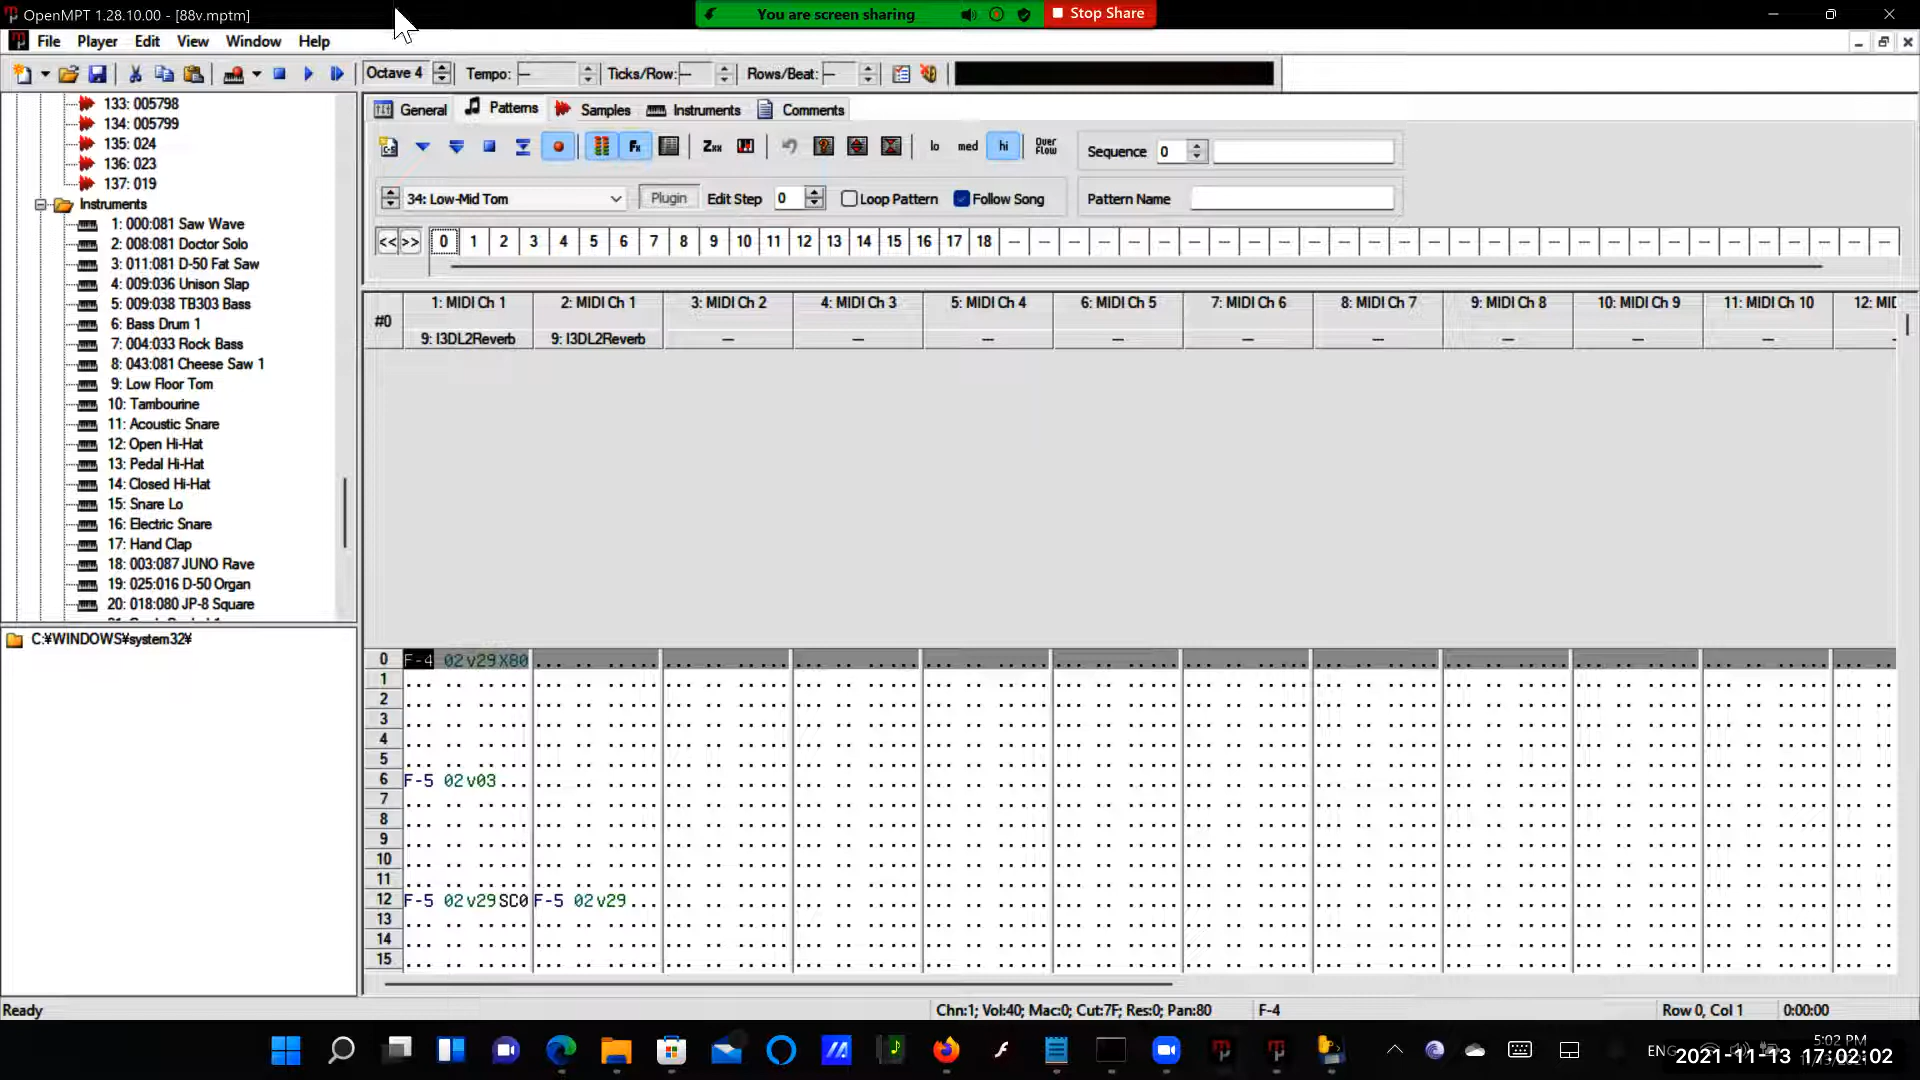 OpenMPT 1.28.10.00 - [88v.mptm]
You are screen sharing
Stop Share
File Player Edit View Window Help
Octave 4 Tempo: --- Ticks/Row: --- Rows/Beat: ---
133: 005798
134: 005799
135: 024
136: 023
137: 019
Instruments
1: 000:081 Saw Wave
2: 008:081 Doctor Solo
3: 011:081 D-50 Fat Saw
4: 009:036 Unison Slap
5: 009:038 TB303 Bass
6: Bass Drum 1
7: 004:033 Rock Bass
8: 043:081 Cheese Saw 1
9: Low Floor Tom
10: Tambourine
11: Acoustic Snare
12: Open Hi-Hat
13: Pedal Hi-Hat
14: Closed Hi-Hat
15: Snare Lo
16: Electric Snare
17: Hand Clap
18: 003:087 JUNO Rave
19: 025:016 D-50 Organ
20: 018:080 JP-8 Square
C:¥WINDOWS¥system32¥
General Patterns Samples Instruments Comments
Fx Zxx lo med hi Over Flow Sequence 0
34: Low-Mid Tom Plugin Edit Step 0 Loop Pattern Follow Song Pattern Name
<< >> 0 1 2 3 4 5 6 7 8 9 10 11 12 13 14 15 16 17 18
#0 1: MIDI Ch 1 2: MIDI Ch 1 3: MIDI Ch 2 4: MIDI Ch 3 5: MIDI Ch 4 6: MIDI Ch 5 7: MIDI Ch 6 8: MIDI Ch 7 9: MIDI Ch 8 10: MIDI Ch 9 11: MIDI Ch 10 12: MID
9: I3DL2Reverb 9: I3DL2Reverb
0 F-4 02v29X80
1
2
3
4
5
6 F-5 02v03...
7
8
9
10
11
12 F-5 02v29SC0 F-5 02v29...
13
14
15
Ready
Chn:1; Vol:40; Mac:0; Cut:7F; Res:0; Pan:80 F-4 Row 0, Col 1 0:00:00
ENG
5:02 PM
2021-11-13 17:02:02